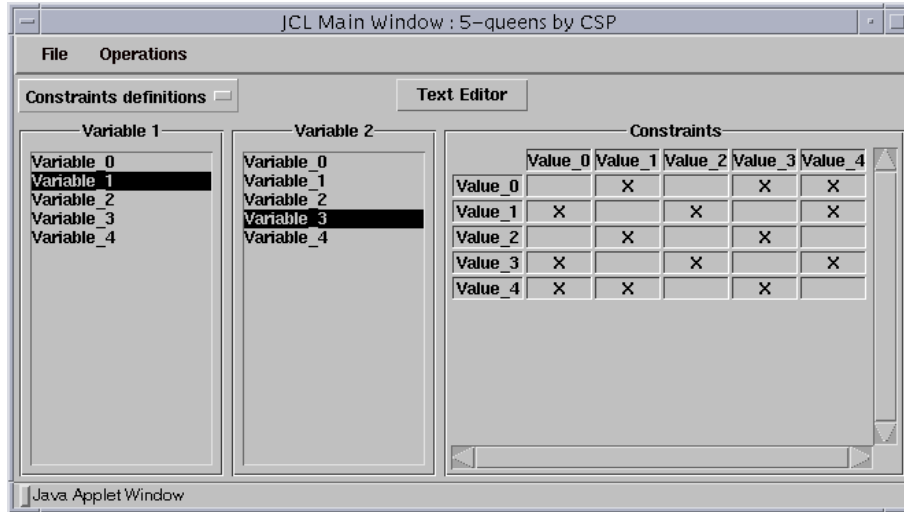 JCL Main Window : 5-queens by CSP
File Operations
Constraints definitions Text Editor
Variable 1 Variable 2 Constraints
Variable_0
Variable_1
Variable_2
Variable_3
Variable_4
Variable_0
Variable_1
Variable_2
Variable_3
Variable_4
Value_0 Value_1 Value_2 Value_3 Value_4
Value_0 X X X
Value_1 X X X
Value_2 X X
Value_3 X X X
Value_4 X X X
Java Applet Window